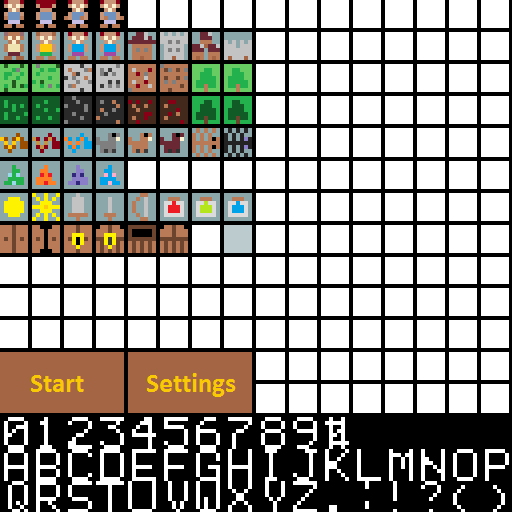 Start
Settings
0123456789#
ABCDEFGHIJKLMNOP
QRSTUVWXYZ.:!?()